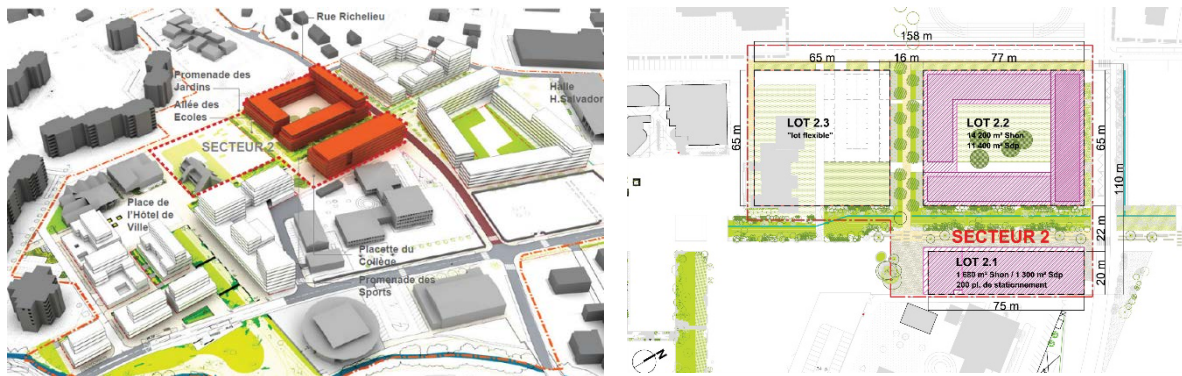 Rue Richelieu
Promenade des
Jardins
Allée des
Ecoles
Halle
H.Salvador
SECTEUR 2
Place de
l'Hôtel de
Ville
Placette du
Collège
Promenade des
Sports
158 m
65 m
16 m
77 m
LOT 2.3
"lot flexible"
LOT 2.2
14 200 m² Shon
11 400 m² Sdp
65 m
65 m
110 m
SECTEUR 2
22 m
LOT 2.1
1 680 m² Shon / 1 300 m² Sdp
200 pl. de stationnement
20 m
75 m
N